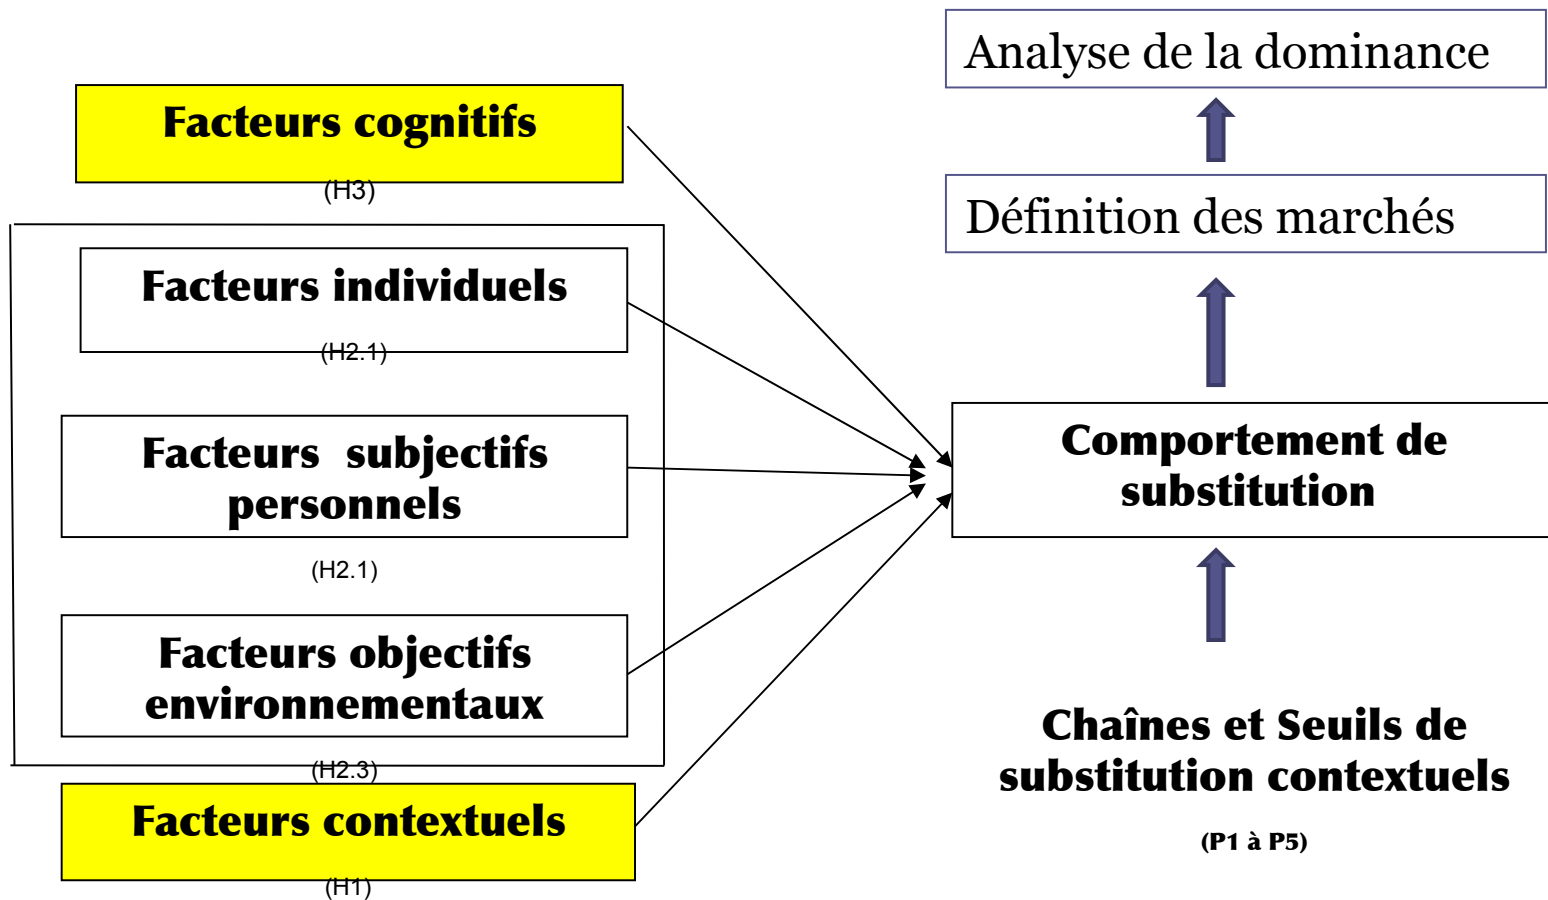 Facteurs cognitifs
(H3)
Facteurs individuels
(H2.1)
Facteurs subjectifs
personnels
(H2.1)
Facteurs objectifs
environnementaux
(H2.3)
Facteurs contextuels
(H1)
Analyse de la dominance
Définition des marchés
Comportement de
substitution
Chaînes et Seuils de
substitution contextuels
(P1 à P5)